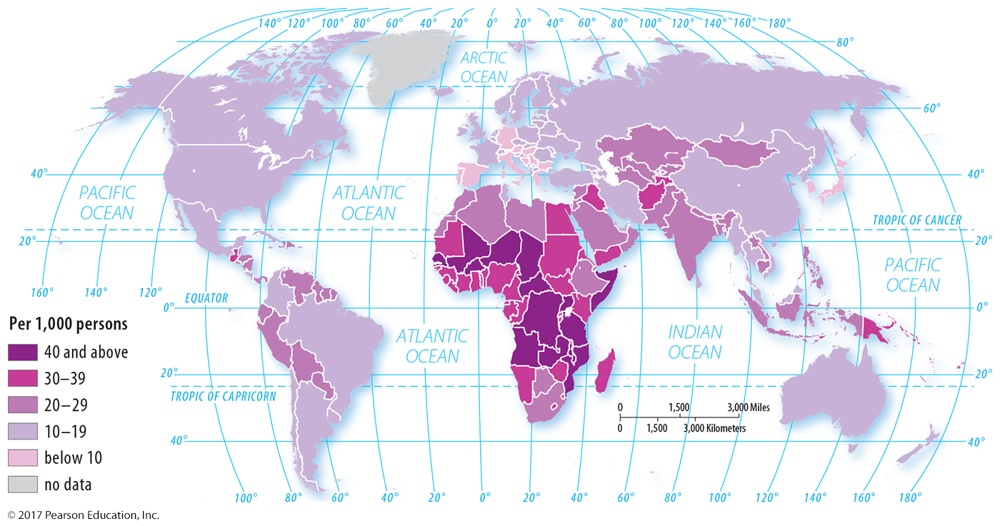 140° 120° 100° 80° 60° 40° 20° 0° 20° 40° 60° 80° 100° 120° 140° 160° 180°
80°
ARCTIC
OCEAN
60°
40°
40°
PACIFIC
OCEAN
ATLANTIC
OCEAN
TROPIC OF CANCER
20°
20°
PACIFIC
OCEAN
160° 140° 120°
EQUATOR
0°
0°
ATLANTIC
OCEAN
INDIAN
OCEAN
20°
20°
TROPIC OF CAPRICORN
0 1,500 3,000 Miles
0 1,500 3,000 Kilometers
40°
40°
100° 80° 60° 40° 20° 0° 20° 40° 60° 80° 100° 120° 140° 160° 180°
Per 1,000 persons
40 and above
30–39
20–29
10–19
below 10
no data
© 2017 Pearson Education, Inc.